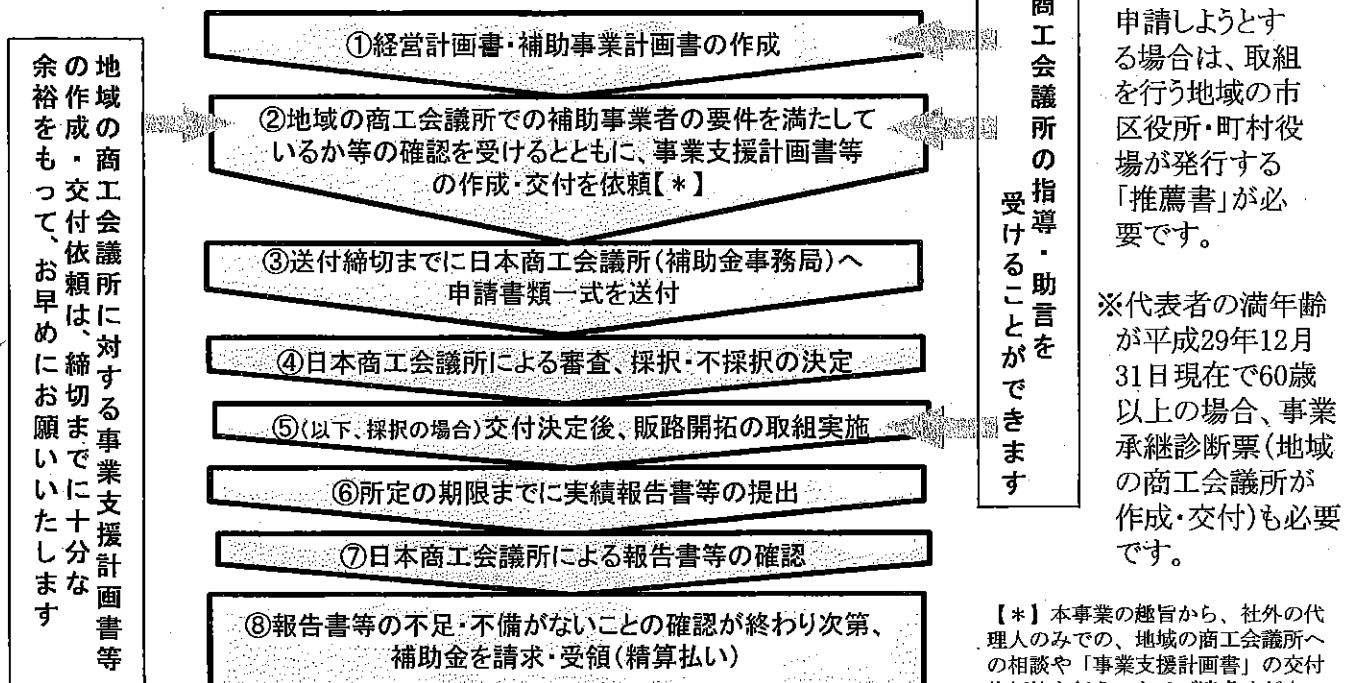 地域の商工会議所に対する事業支援計画書等
の作成・交付依頼は、締切までに十分な
余裕をもって、お早めにお願いいたします
①経営計画書・補助事業計画書の作成
②地域の商工会議所での補助事業者の要件を満たして
いるか等の確認を受けるとともに、事業支援計画書等
の作成・交付を依頼【*】
③送付締切までに日本商工会議所(補助金事務局)へ
申請書類一式を送付
④日本商工会議所による審査、採択・不採択の決定
⑤(以下、採択の場合)交付決定後、販路開拓の取組実施
⑥所定の期限までに実績報告書等の提出
⑦日本商工会議所による報告書等の確認
⑧報告書等の不足・不備がないことの確認が終わり次第、
補助金を請求・受領(精算払い)
商工会議所の指導・助言を
受けることができます
申請しようとす
る場合は、取組
を行う地域の市
区役所・町村役
場が発行する
「推薦書」が必
要です。
※代表者の満年齢
が平成29年12月
31日現在で60歳
以上の場合、事業
承継診断票(地域
の商工会議所が
作成・交付)も必要
です。
【*】本事業の趣旨から、社外の代
理人のみでの、地域の商工会議所へ
の相談や「事業支援計画書」の交付